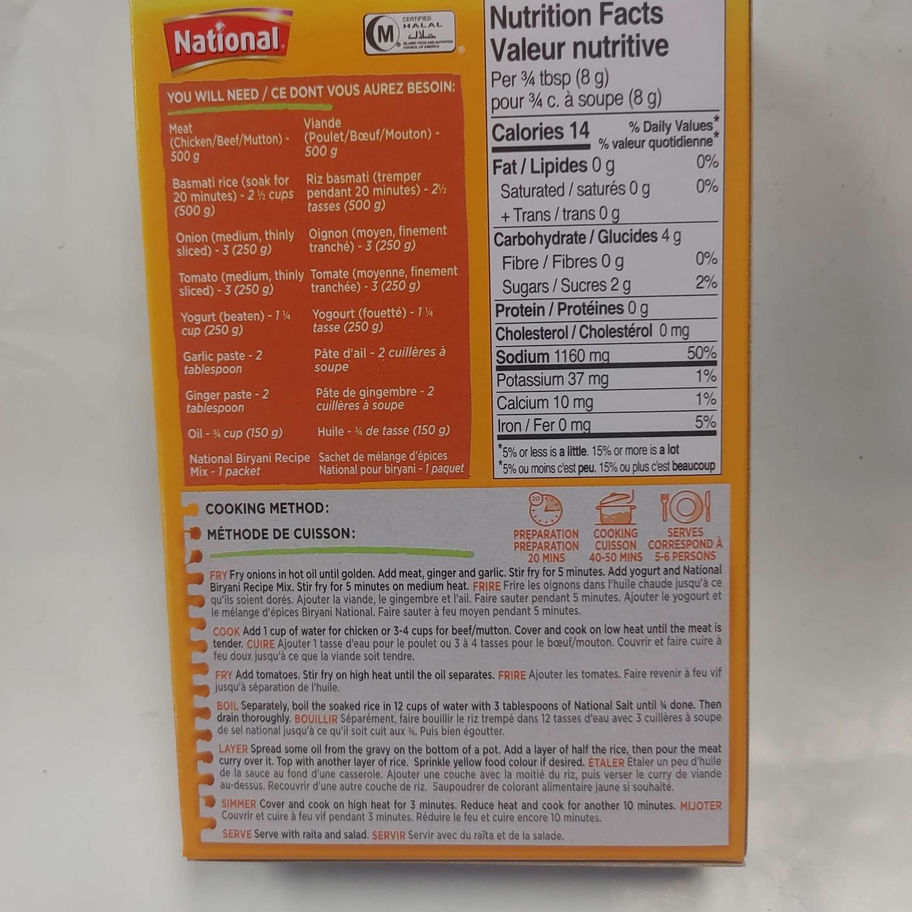 National
CERTIFIED
HALAL
حلال
ISLAMIC FOOD AND NUTRITION
COUNCIL OF AMERICA
M
®
YOU WILL NEED / CE DONT VOUS AUREZ BESOIN:
Meat
(Chicken/Beef/Mutton) -
500 g
Viande
(Poulet/Bœuf/Mouton) -
500 g
Basmati rice (soak for
20 minutes) - 2 ½ cups
(500 g)
Riz basmati (tremper
pendant 20 minutes) - 2½
tasses (500 g)
Onion (medium, thinly
sliced) - 3 (250 g)
Oignon (moyen, finement
tranché) - 3 (250 g)
Tomato (medium, thinly
sliced) - 3 (250 g)
Tomate (moyenne, finement
tranchée) - 3 (250 g)
Yogurt (beaten) - 1 ¼
cup (250 g)
Yogourt (fouetté) - 1 ¼
tasse (250 g)
Garlic paste - 2
tablespoon
Pâte d'ail - 2 cuillères à
soupe
Ginger paste - 2
tablespoon
Pâte de gingembre - 2
cuillères à soupe
Oil - ¾ cup (150 g)
Huile - ¾ de tasse (150 g)
National Biryani Recipe
Mix - 1 packet
Sachet de mélange d'épices
National pour biryani - 1 paquet
Nutrition Facts
Valeur nutritive
Per ¾ tbsp (8 g)
pour ¾ c. à soupe (8 g)
Calories 14
% Daily Values*
% valeur quotidienne*
Fat / Lipides 0 g 0%
Saturated / saturés 0 g 0%
+ Trans / trans 0 g
Carbohydrate / Glucides 4 g
Fibre / Fibres 0 g 0%
Sugars / Sucres 2 g 2%
Protein / Protéines 0 g
Cholesterol / Cholestérol 0 mg
Sodium 1160 mg 50%
Potassium 37 mg 1%
Calcium 10 mg 1%
Iron / Fer 0 mg 5%
*5% or less is a little. 15% or more is a lot
*5% ou moins c'est peu. 15% ou plus c'est beaucoup
COOKING METHOD:
MÉTHODE DE CUISSON:
20
PREPARATION
PRÉPARATION
20 MINS
COOKING
CUISSON
40-50 MINS
SERVES
CORRESPOND À
5-6 PERSONS
FRY Fry onions in hot oil until golden. Add meat, ginger and garlic. Stir fry for 5 minutes. Add yogurt and National
Biryani Recipe Mix. Stir fry for 5 minutes on medium heat. FRIRE Frire les oignons dans l'huile chaude jusqu'à ce
qu'ils soient dorés. Ajouter la viande, le gingembre et l'ail. Faire sauter pendant 5 minutes. Ajouter le yogourt et
le mélange d'épices Biryani National. Faire sauter à feu moyen pendant 5 minutes.
COOK Add 1 cup of water for chicken or 3-4 cups for beef/mutton. Cover and cook on low heat until the meat is
tender. CUIRE Ajouter 1 tasse d'eau pour le poulet ou 3 à 4 tasses pour le bœuf/mouton. Couvrir et faire cuire à
feu doux jusqu'à ce que la viande soit tendre.
FRY Add tomatoes. Stir fry on high heat until the oil separates. FRIRE Ajouter les tomates. Faire revenir à feu vif
jusqu'à séparation de l'huile.
BOIL Separately, boil the soaked rice in 12 cups of water with 3 tablespoons of National Salt until ¾ done. Then
drain thoroughly. BOUILLIR Séparément, faire bouillir le riz trempé dans 12 tasses d'eau avec 3 cuillères à soupe
de sel national jusqu'à ce qu'il soit cuit aux ¾. Puis bien égoutter.
LAYER Spread some oil from the gravy on the bottom of a pot. Add a layer of half the rice, then pour the meat
curry over it. Top with another layer of rice. Sprinkle yellow food colour if desired. ÉTALER Étaler un peu d'huile
de la sauce au fond d'une casserole. Ajouter une couche avec la moitié du riz, puis verser le curry de viande
au-dessus. Recouvrir d'une autre couche de riz. Saupoudrer de colorant alimentaire jaune si souhaité.
SIMMER Cover and cook on high heat for 3 minutes. Reduce heat and cook for another 10 minutes. MIJOTER
Couvrir et cuire à feu vif pendant 3 minutes. Réduire le feu et cuire encore 10 minutes.
SERVE Serve with raita and salad. SERVIR Servir avec du raïta et de la salade.